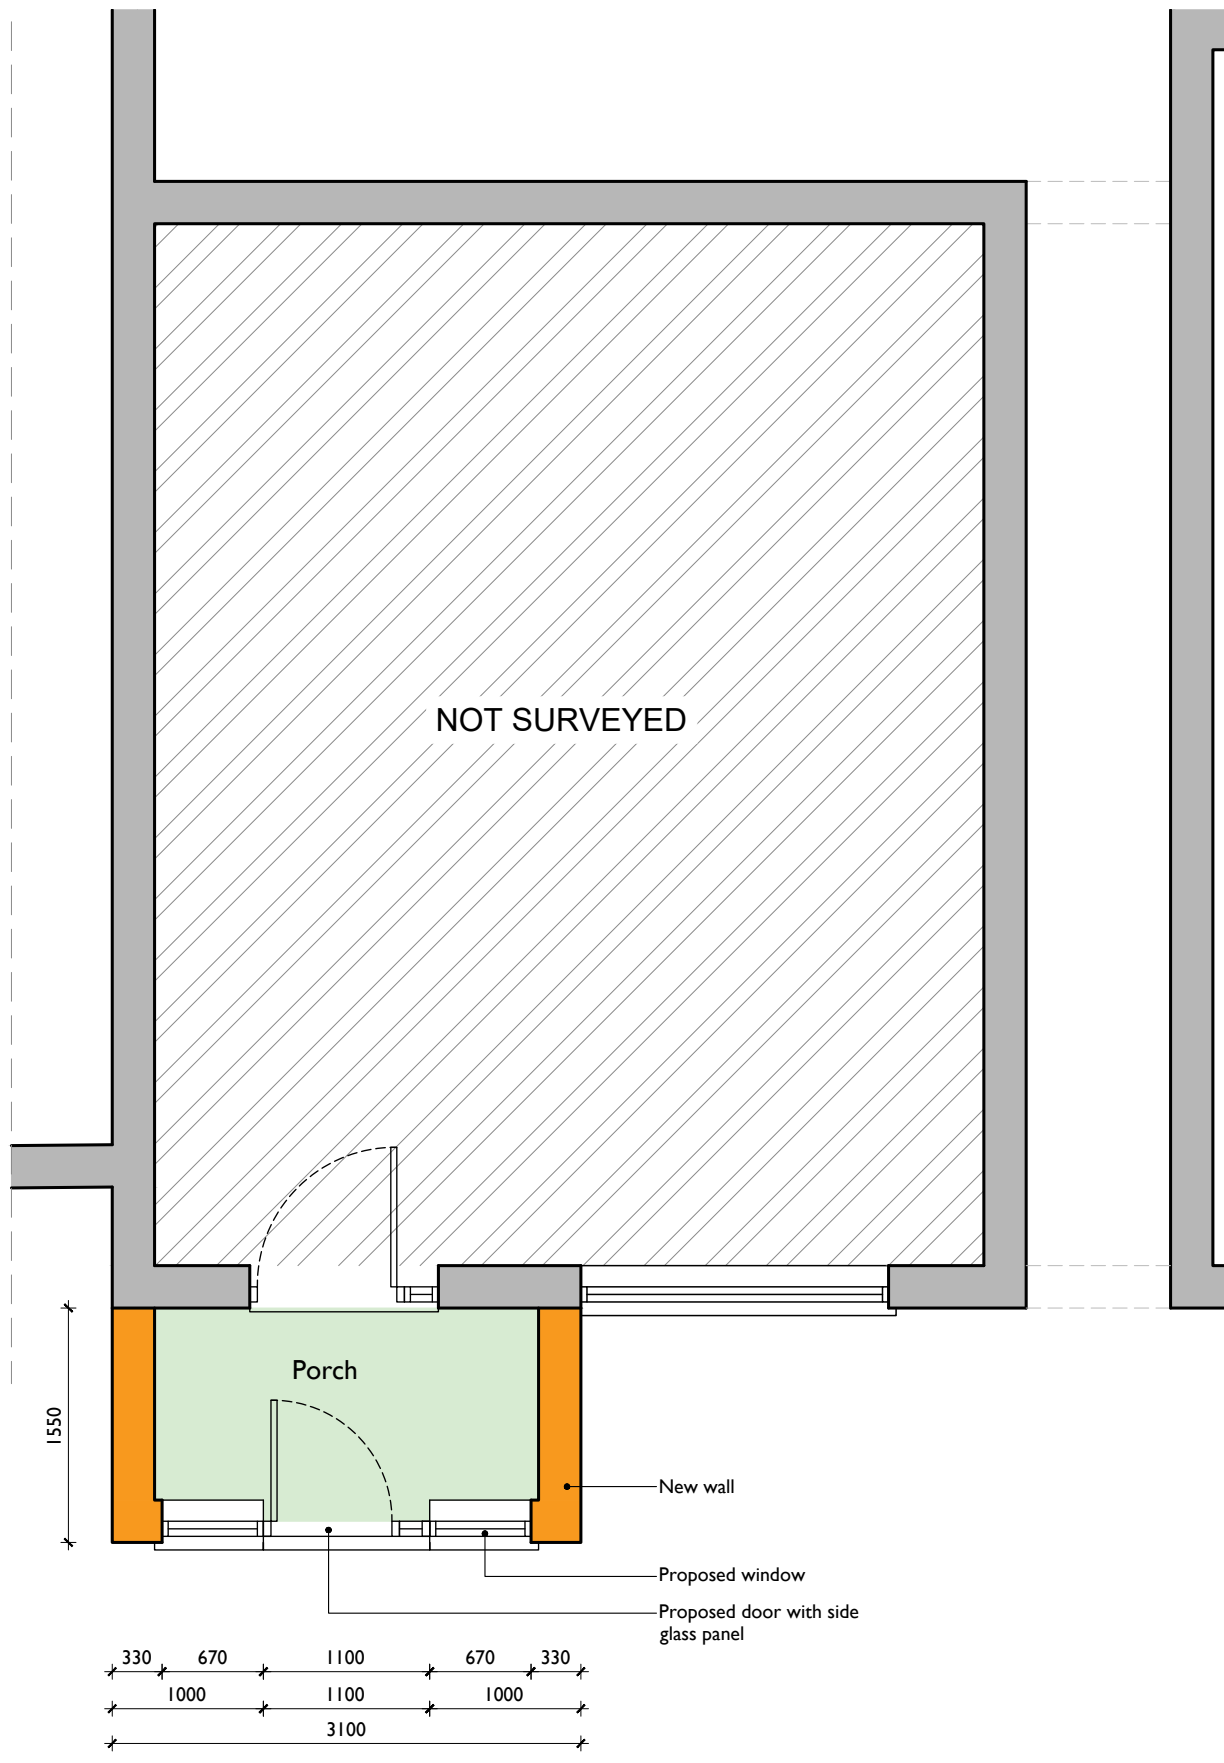 NOT SURVEYED
Porch
1550
New wall
Proposed window
Proposed door with side
glass panel
330 670 1100 670 330
1000 1100 1000
3100